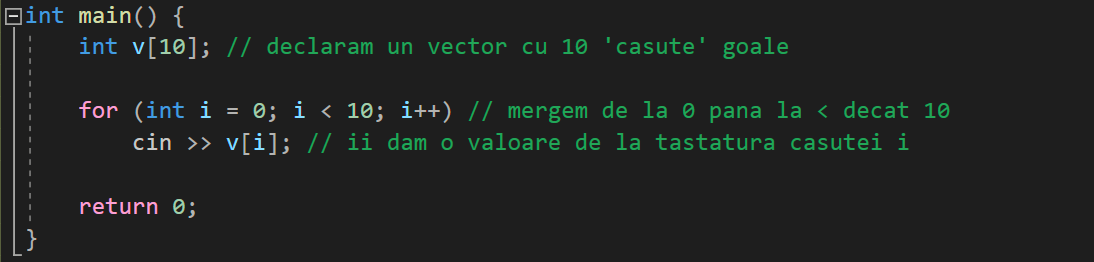 int main() {
int v[10]; // declaram un vector cu 10 'casute' goale
for (int i = 0; i < 10; i++) // mergem de la 0 pana la < decat 10
cin >> v[i]; // ii dam o valoare de la tastatura casutei i
return 0;
}